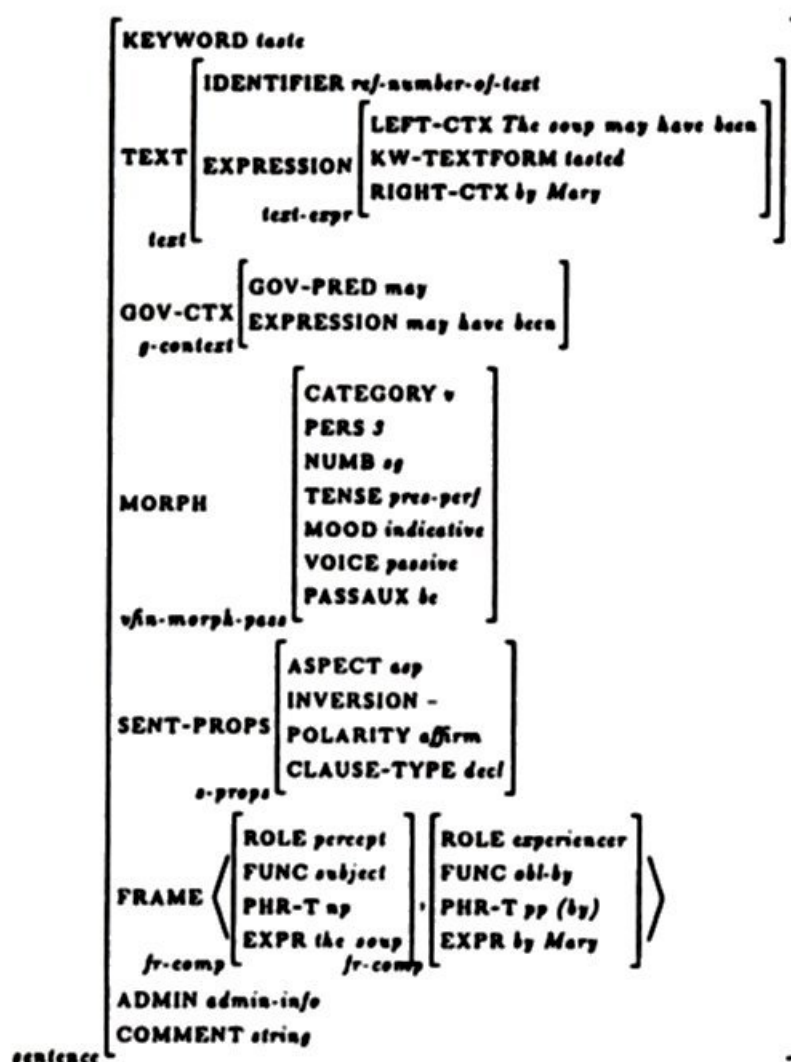 KEYWORD taste
IDENTIFIER ref-number-of-text
LEFT-CTX The soup may have been
TEXT EXPRESSION KW-TEXTFORM tasted
RIGHT-CTX by Mary
text-expr
text
GOV-PRED may
GOV-CTX
EXPRESSION may have been
g-context
CATEGORY v
PERS 3
NUMB sg
TENSE pres-perf
MORPH
MOOD indicative
VOICE passive
PASSAUX be
vfin-morph-pass
ASPECT asp
INVERSION -
SENT-PROPS
POLARITY affirm
CLAUSE-TYPE decl
s-props
ROLE percept ROLE experiencer
FUNC subject FUNC obl-by
FRAME < PHR-T np , PHR-T pp (by) >
EXPR the soup EXPR by Mary
fr-comp fr-comp
ADMIN admin-info
COMMENT string
sentence